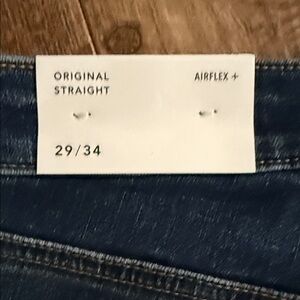 ORIGINAL
STRAIGHT
AIRFLEX +
29/34